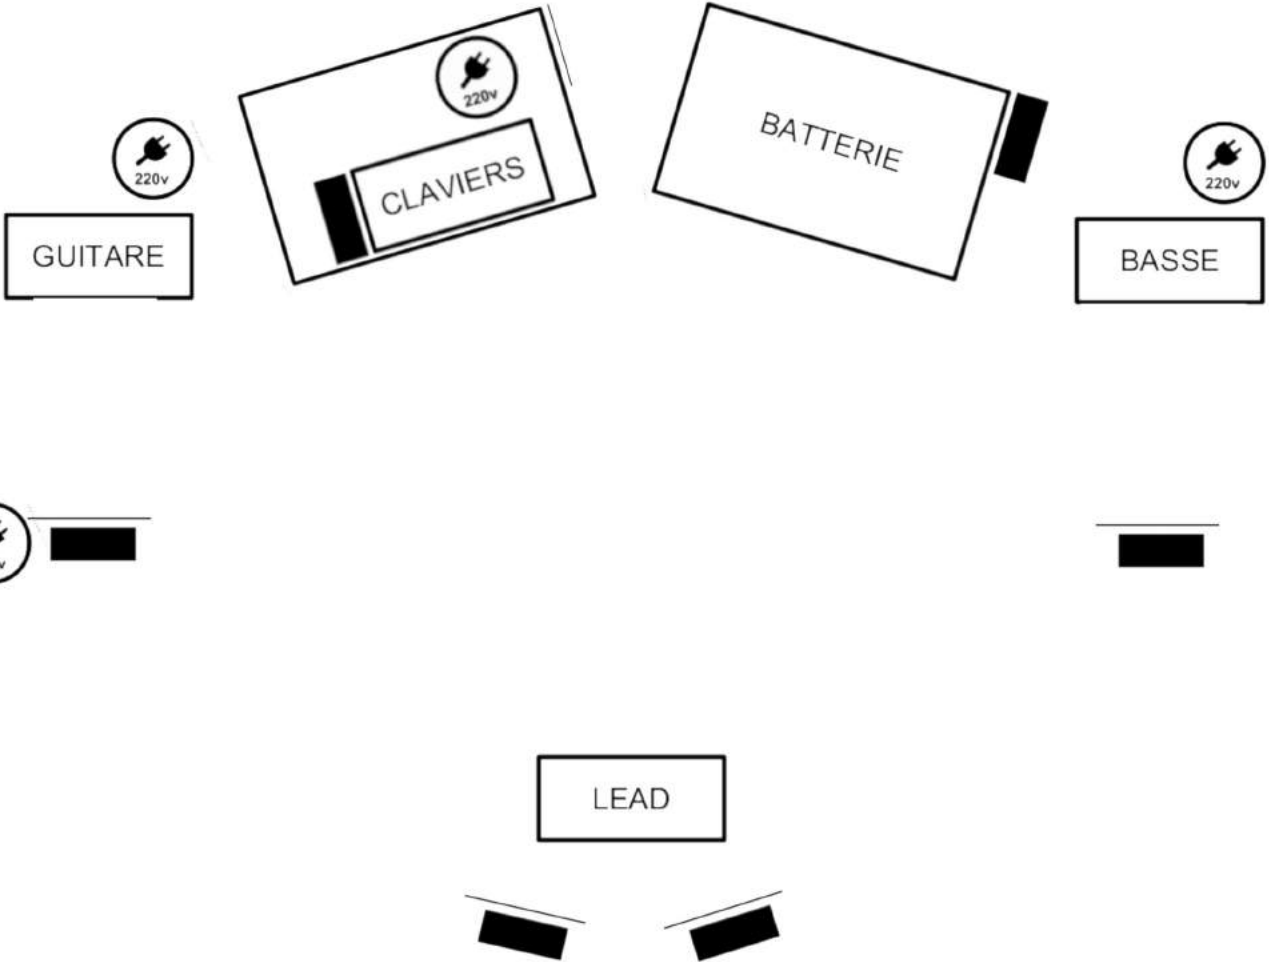 220v
CLAVIERS
BATTERIE
220v
GUITARE
220v
BASSE
v
LEAD